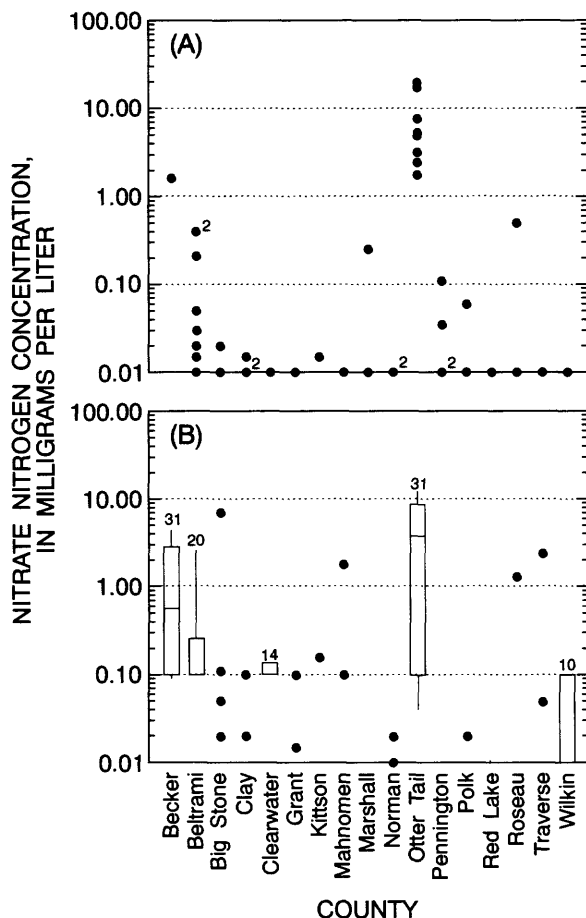 NITRATE NITROGEN CONCENTRATION,
IN MILLIGRAMS PER LITER
(A)
100.00
10.00
1.00
0.10
0.01
2
2
2
2
(B)
100.00
10.00
1.00
0.10
0.01
31
20
14
31
10
Becker
Beltrami
Big Stone
Clay
Clearwater
Grant
Kittson
Mahnomen
Marshall
Norman
Otter Tail
Pennington
Polk
Red Lake
Roseau
Traverse
Wilkin
COUNTY